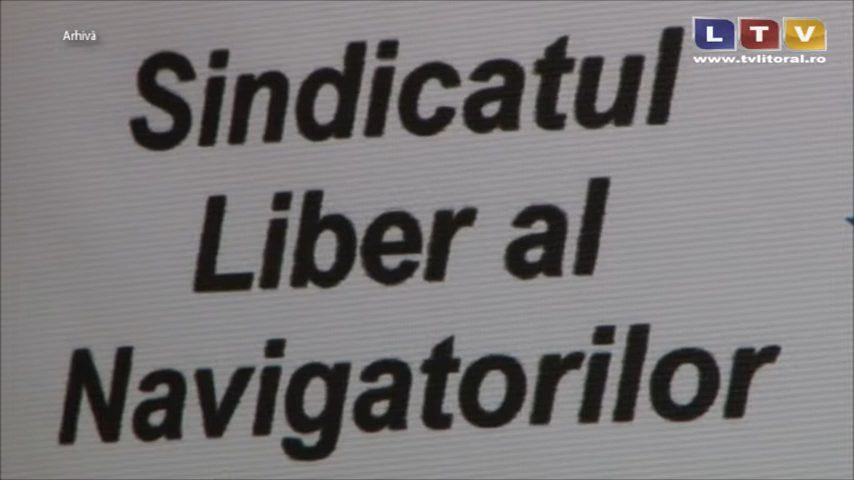 Arhivă
LTV
www.tvlitoral.ro
Sindicatul
Liber al
Navigatorilor